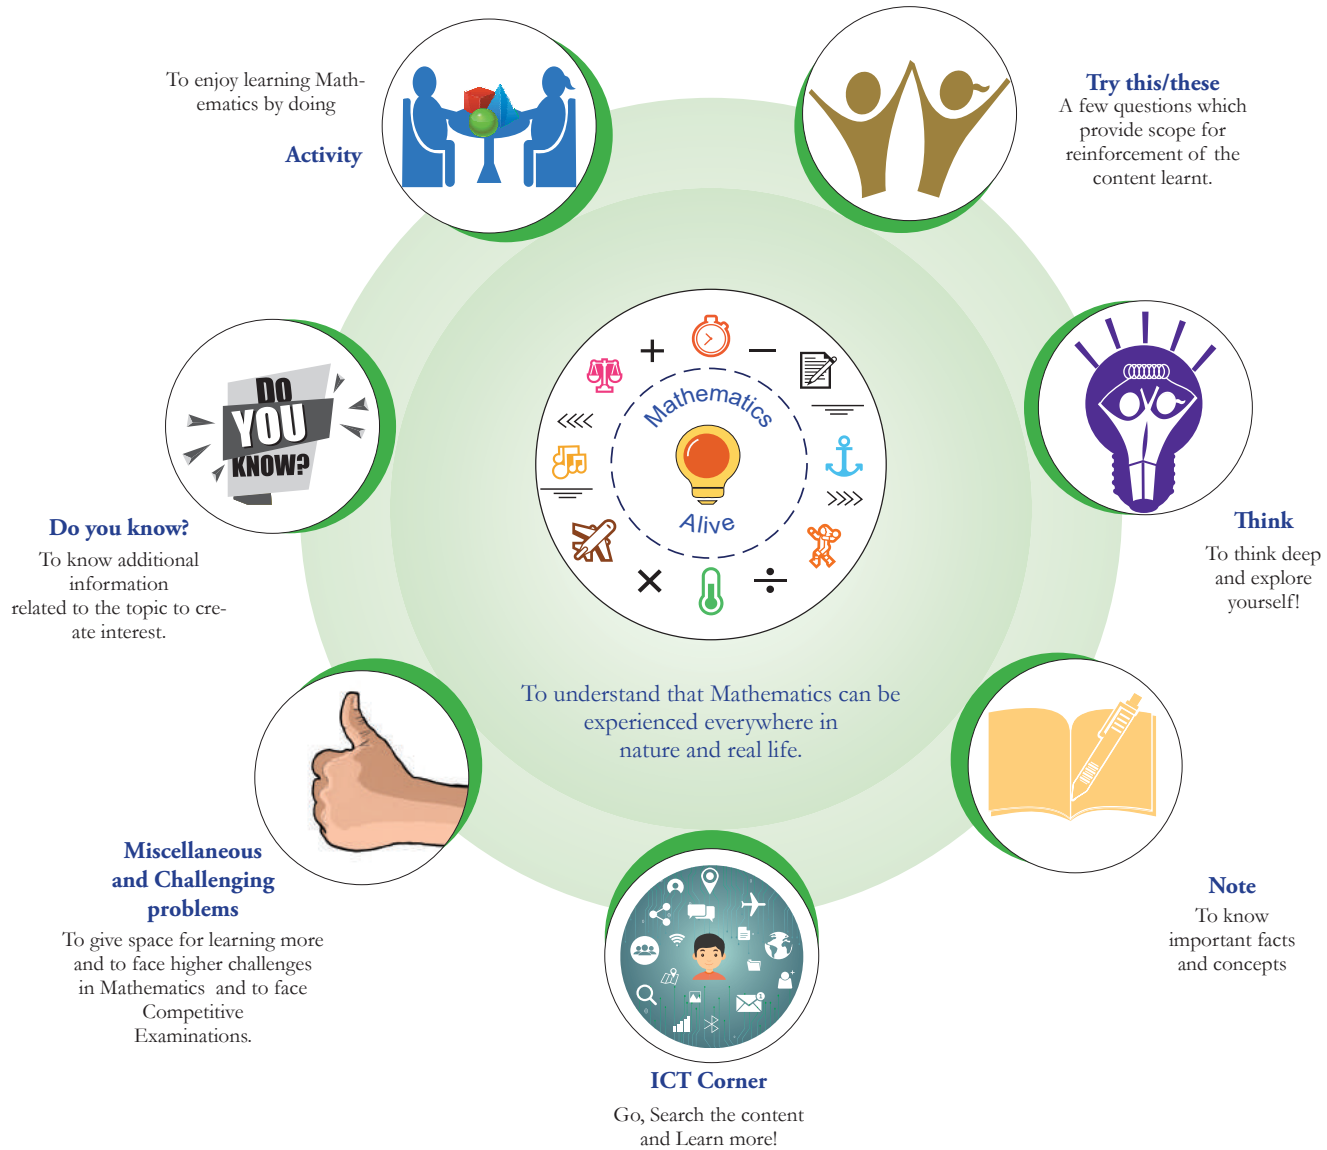 To enjoy learning Math-
ematics by doing
Activity
Try this/these
A few questions which
provide scope for
reinforcement of the
content learnt.
DO
YOU
KNOW?
Do you know?
To know additional
information
related to the topic to cre-
ate interest.
Mathematics
Alive
To understand that Mathematics can be
experienced everywhere in
nature and real life.
Think
To think deep
and explore
yourself!
Miscellaneous
and Challenging
problems
To give space for learning more
and to face higher challenges
in Mathematics and to face
Competitive
Examinations.
Note
To know
important facts
and concepts
1
ICT Corner
Go, Search the content
and Learn more!